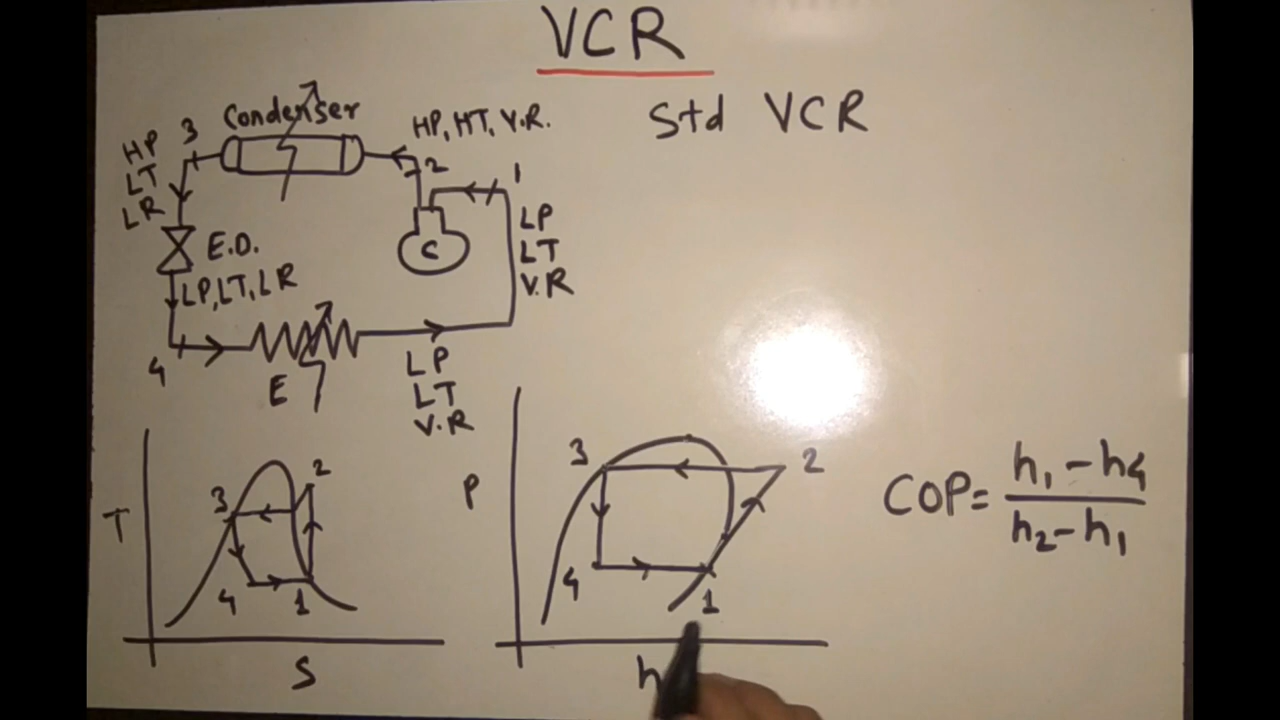 VCR
Std VCR
Condenser
HP, HT, V.R.
3
HP
LT
LR
2
1
LP
LT
V.R
C
E.D.
LP, LT, LR
4
E
LP
LT
V.R
T
3
2
4
1
S
P
3
2
4
1
h
COP = h₁ - h₄
h₂ - h₁